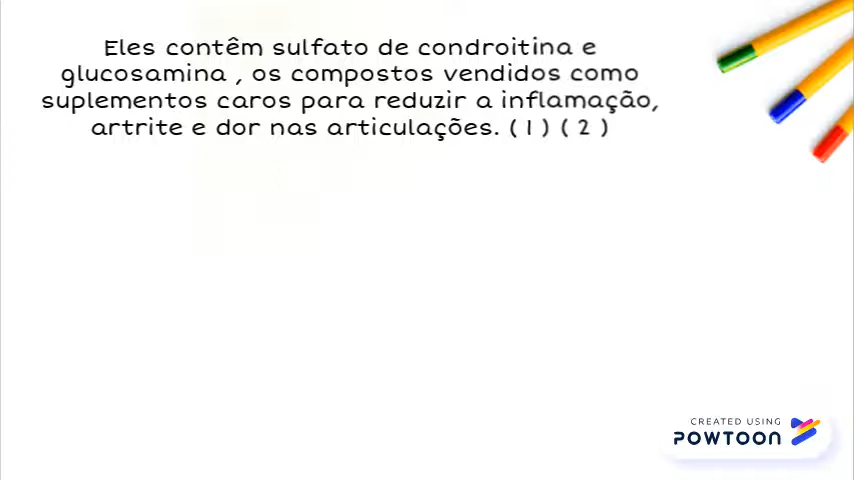 Eles contêm sulfato de condroitina e
glucosamina , os compostos vendidos como
suplementos caros para reduzir a inflamação,
artrite e dor nas articulações. ( 1 ) ( 2 )
CREATED USING
POWTOON